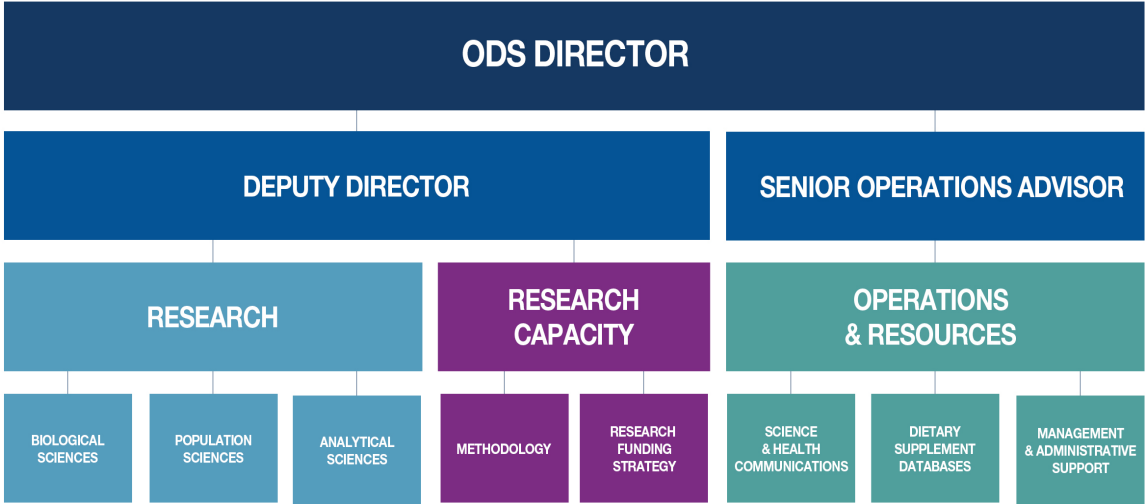 ODS DIRECTOR
DEPUTY DIRECTOR
SENIOR OPERATIONS ADVISOR
RESEARCH
RESEARCH
CAPACITY
OPERATIONS
& RESOURCES
BIOLOGICAL
SCIENCES
POPULATION
SCIENCES
ANALYTICAL
SCIENCES
METHODOLOGY
RESEARCH
FUNDING
STRATEGY
SCIENCE
& HEALTH
COMMUNICATIONS
DIETARY
SUPPLEMENT
DATABASES
MANAGEMENT
& ADMINISTRATIVE
SUPPORT